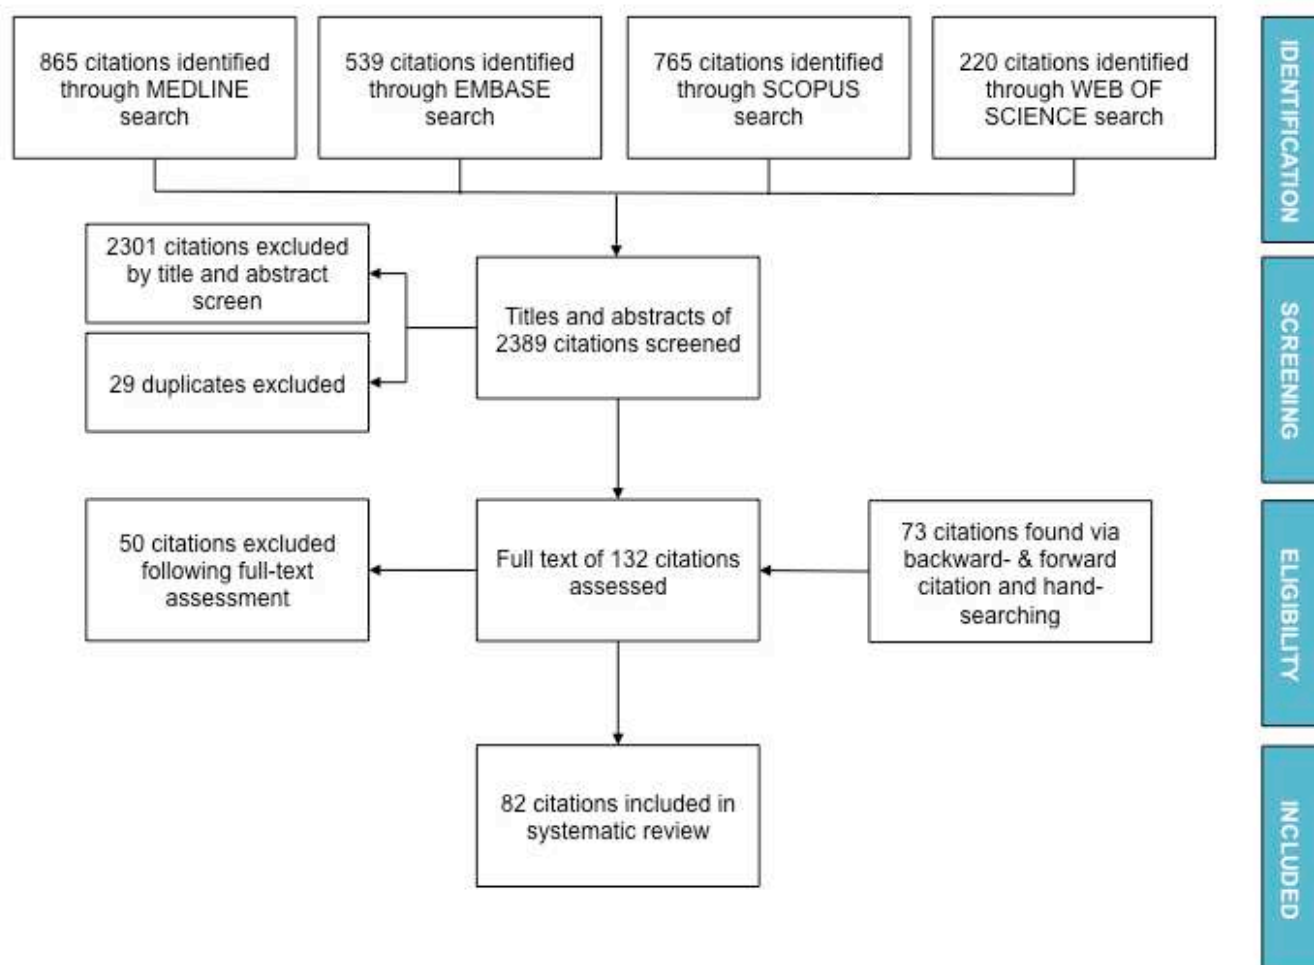 865 citations identified
through MEDLINE
search
539 citations identified
through EMBASE
search
765 citations identified
through SCOPUS
search
220 citations identified
through WEB OF
SCIENCE search
IDENTIFICATION
2301 citations excluded
by title and abstract
screen
29 duplicates excluded
Titles and abstracts of
2389 citations screened
SCREENING
50 citations excluded
following full-text
assessment
Full text of 132 citations
assessed
73 citations found via
backward- & forward
citation and hand-
searching
ELIGIBILITY
82 citations included in
systematic review
INCLUDED